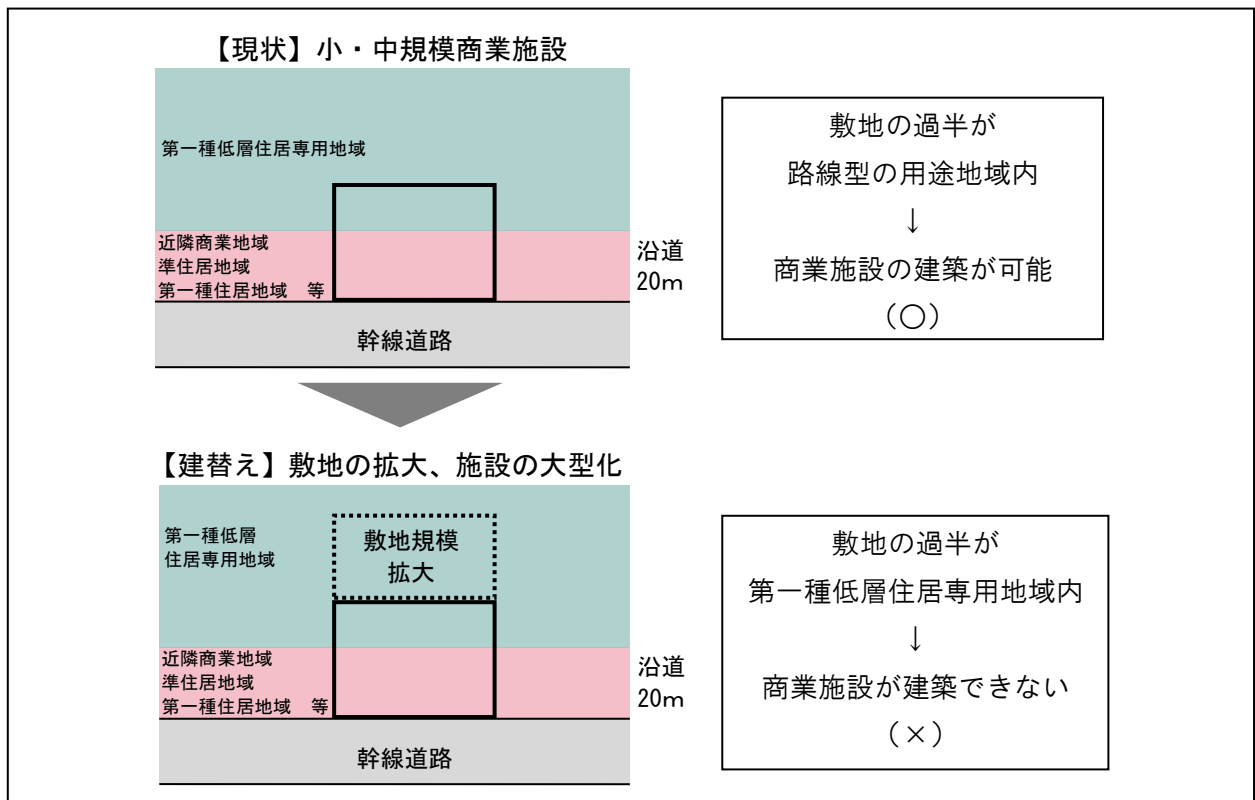 【現状】小・中規模商業施設
第一種低層住居専用地域
近隣商業地域
準住居地域
第一種住居地域　等
沿道
20m
幹線道路
敷地の過半が
路線型の用途地域内
↓
商業施設の建築が可能
（○）
【建替え】敷地の拡大、施設の大型化
第一種低層
住居専用地域
敷地規模
拡大
近隣商業地域
準住居地域
第一種住居地域　等
沿道
20m
幹線道路
敷地の過半が
第一種低層住居専用地域内
↓
商業施設が建築できない
（×）